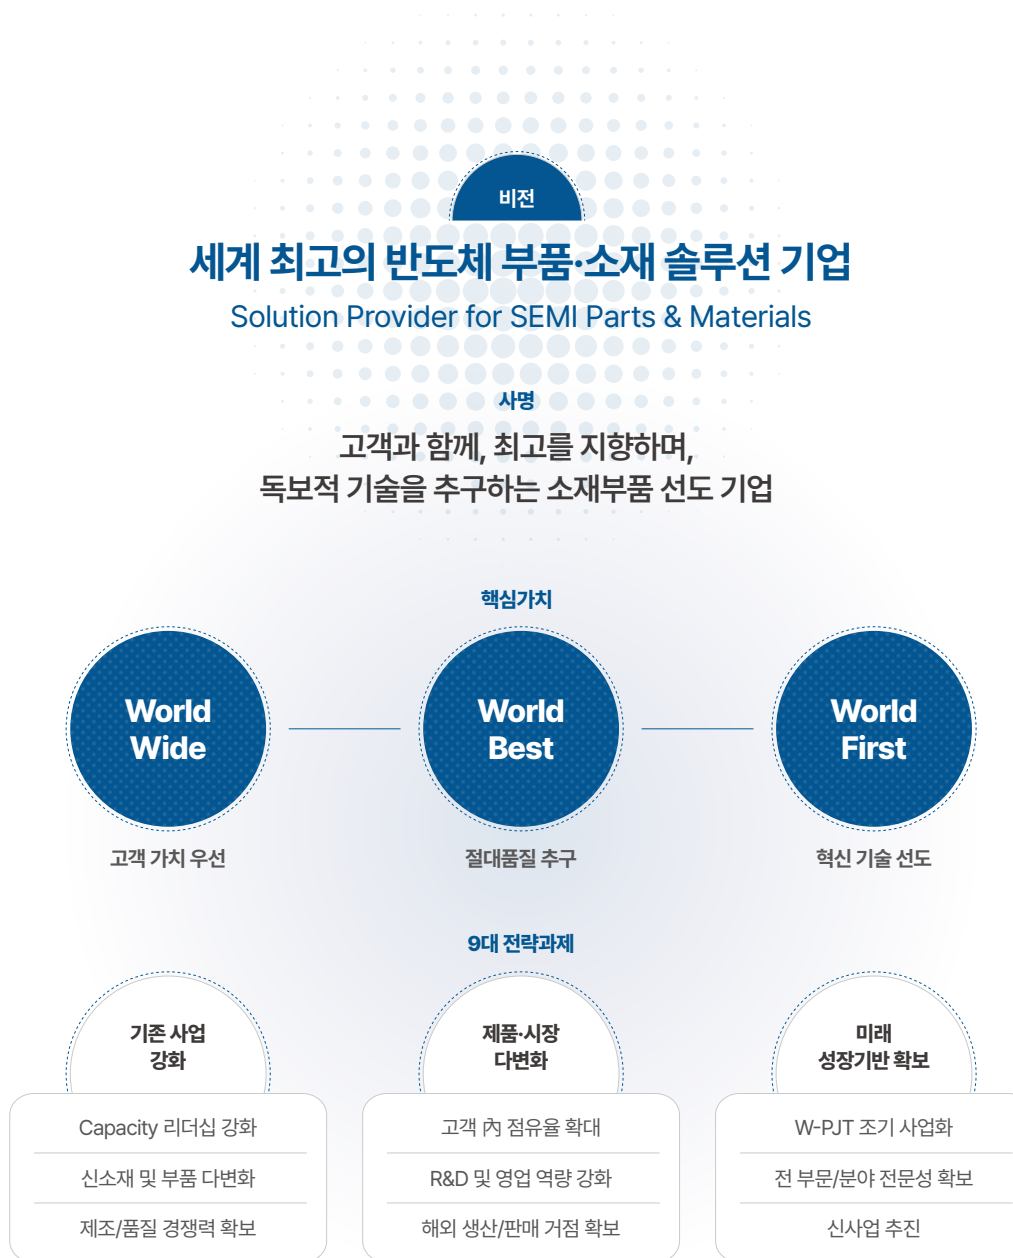 비전
세계 최고의 반도체 부품·소재 솔루션 기업
Solution Provider for SEMI Parts & Materials
사명
고객과 함께, 최고를 지향하며,
독보적 기술을 추구하는 소재부품 선도 기업
핵심가치
World
Wide
고객 가치 우선
World
Best
절대품질 추구
World
First
혁신 기술 선도
9대 전략과제
기존 사업
강화
Capacity 리더십 강화
신소재 및 부품 다변화
제조/품질 경쟁력 확보
제품·시장
다변화
고객 內 점유율 확대
R&D 및 영업 역량 강화
해외 생산/판매 거점 확보
미래
성장기반 확보
W-PJT 조기 사업화
전 부문/분야 전문성 확보
신사업 추진